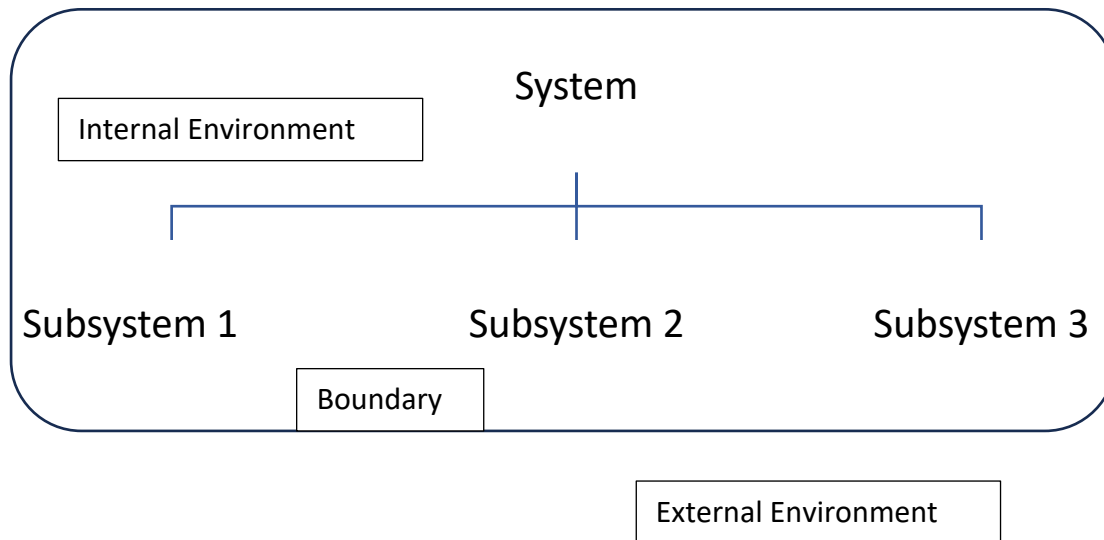 System
Internal Environment
Subsystem 1 Subsystem 2 Subsystem 3
Boundary
External Environment